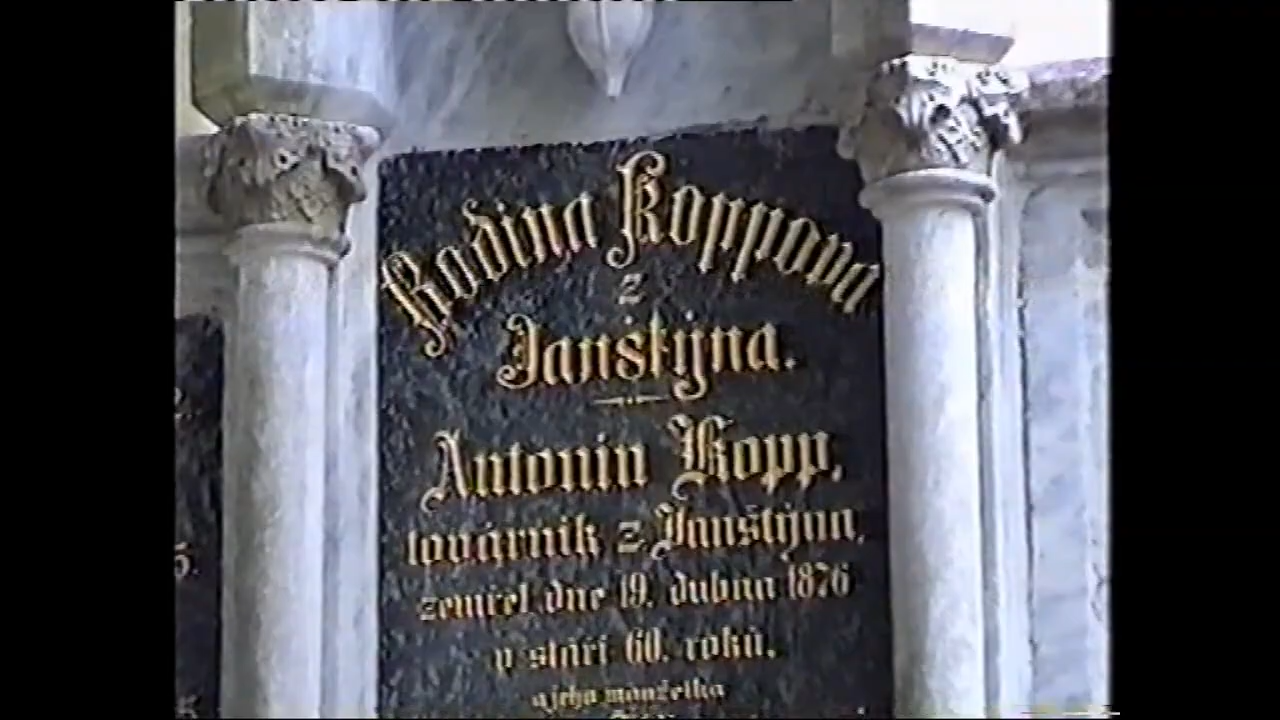 Rodina Koppova
z
Janštýna.
Antonín Kopp,
továrník z Janštýna,
zemřel dne 19. dubna 1876
v stáří 60. roků,
a jeho manželka